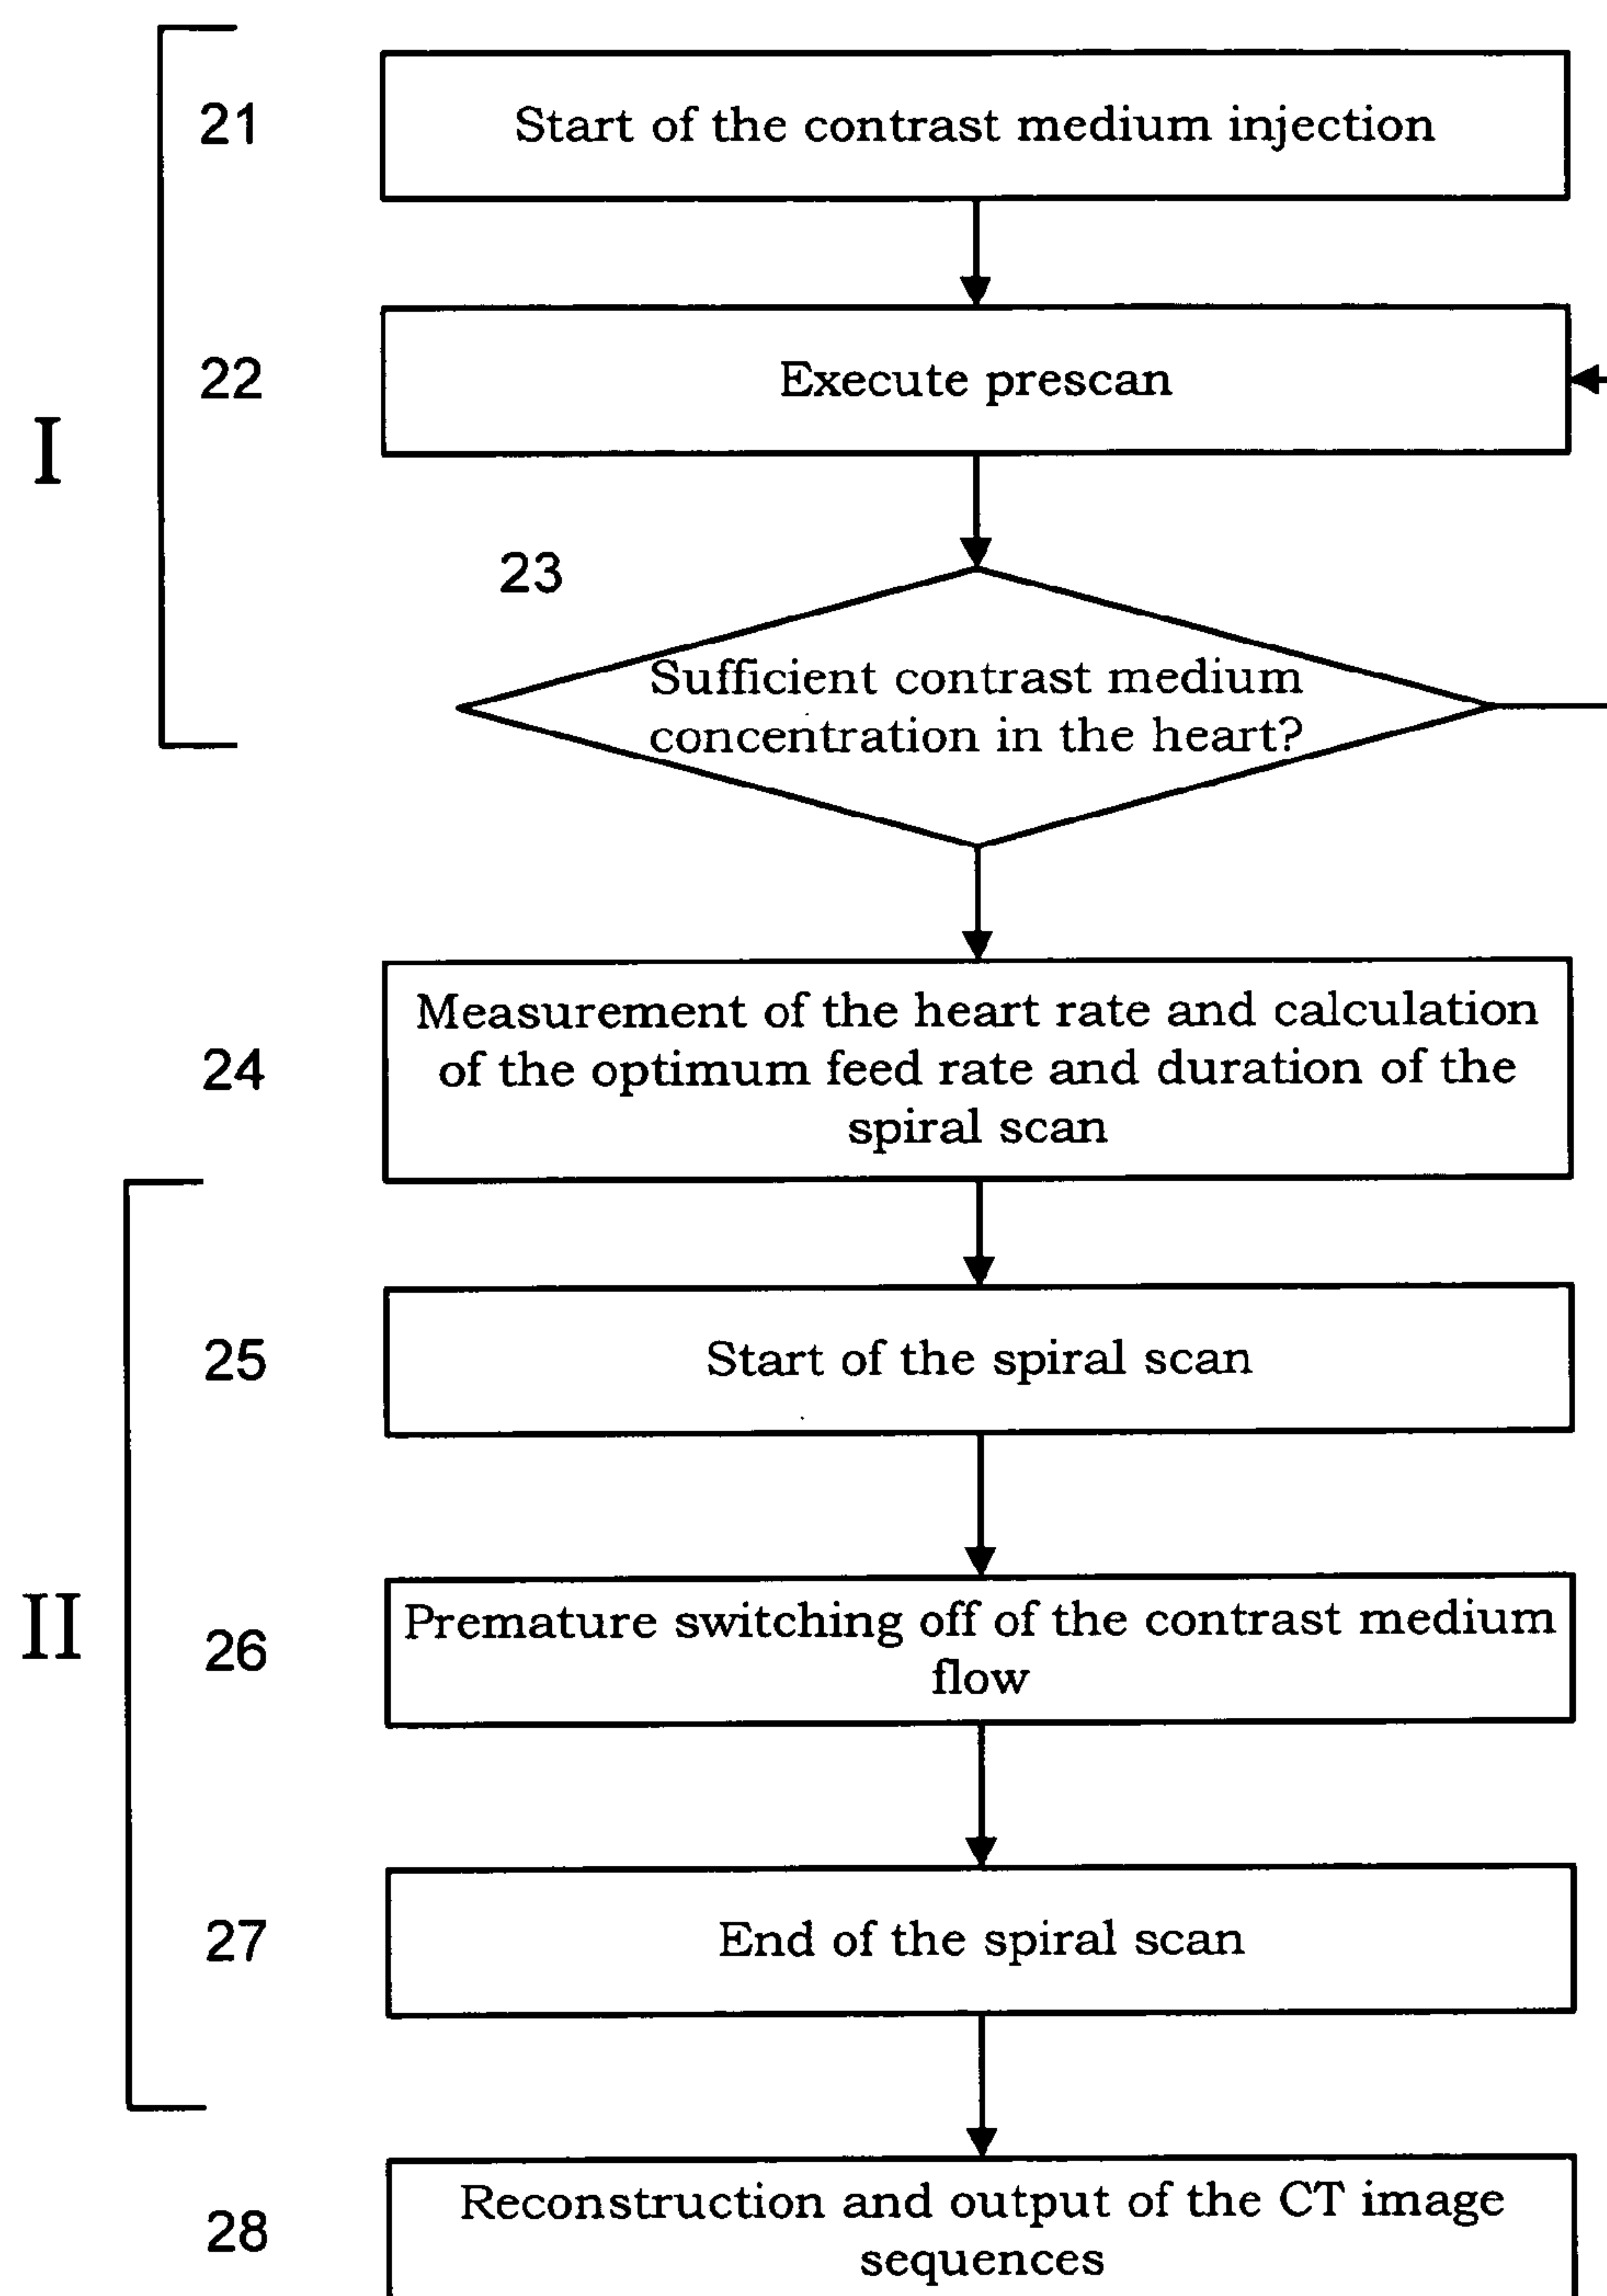 21
Start of the contrast medium injection
22
Execute prescan
I
23
Sufficient contrast medium
concentration in the heart?
24
Measurement of the heart rate and calculation
of the optimum feed rate and duration of the
spiral scan
25
Start of the spiral scan
II
26
Premature switching off of the contrast medium
flow
27
End of the spiral scan
28
Reconstruction and output of the CT image
sequences